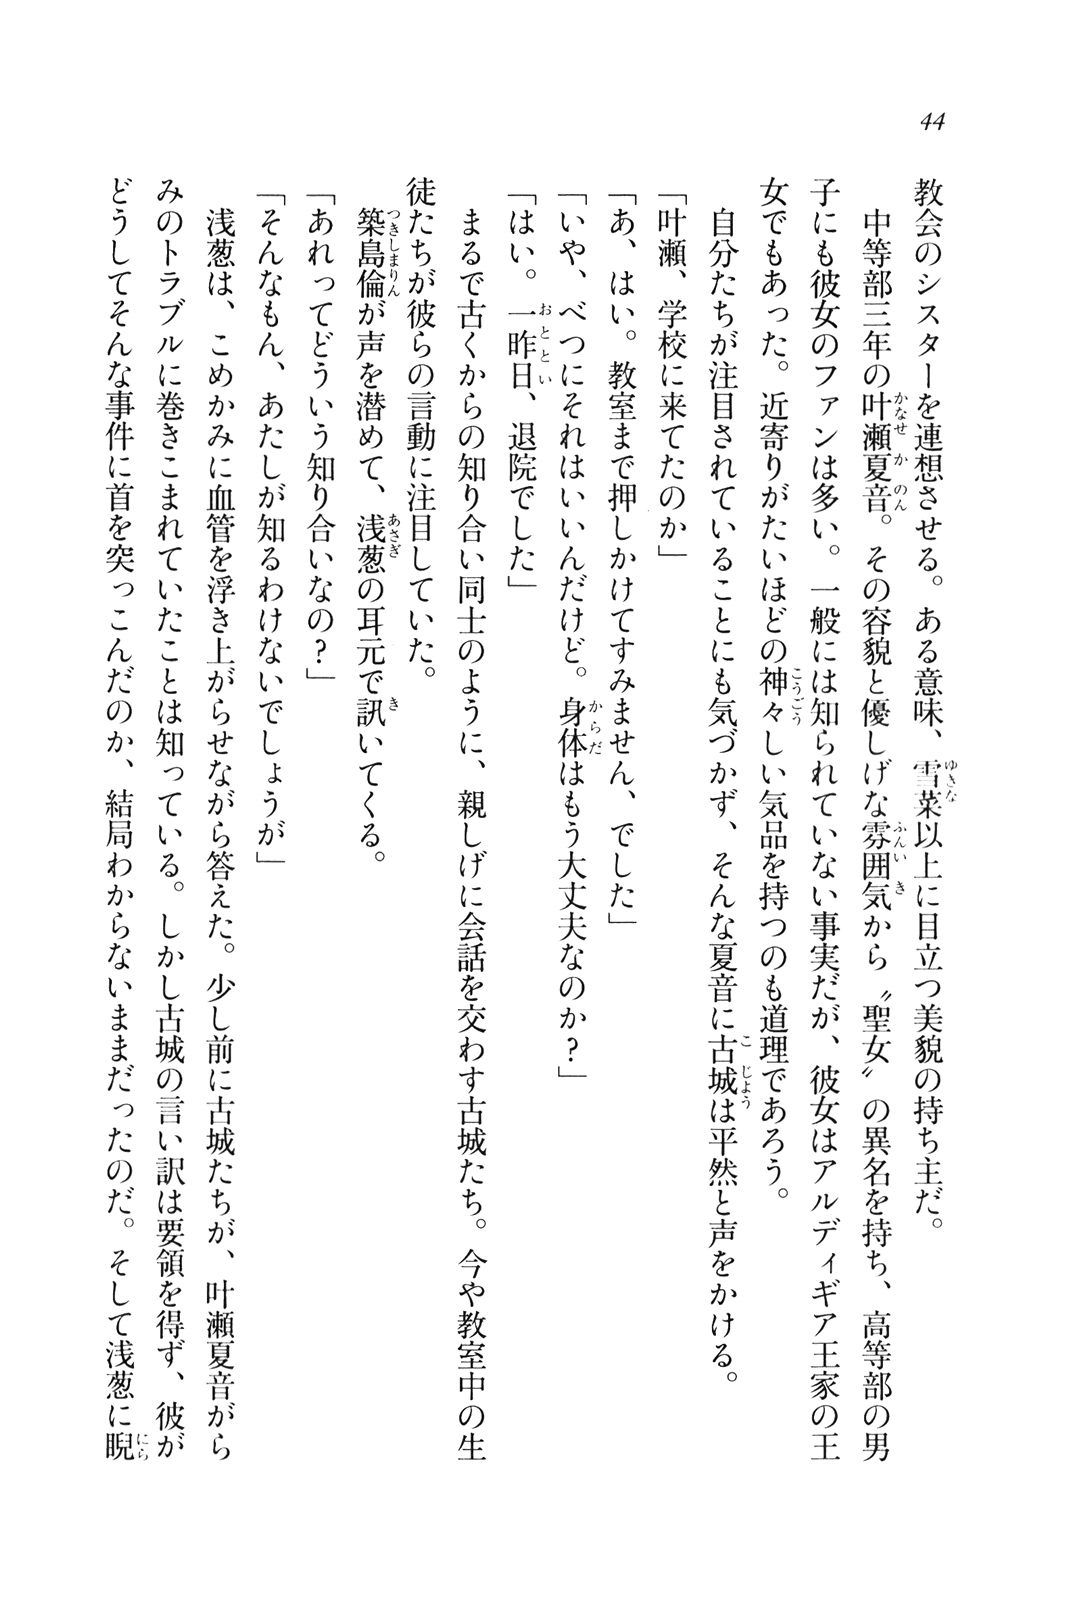 44
教会のシスターを連想させる。ある意味、雪菜以上に目立つ美貌の持ち主だ。
　中等部三年の叶瀬夏音。その容貌と優しげな雰囲気から〝聖女〟の異名を持ち、高等部の男
子にも彼女のファンは多い。一般には知られていない事実だが、彼女はアルディギア王家の王
女でもあった。近寄りがたいほどの神々しい気品を持つのも道理であろう。
　自分たちが注目されていることにも気づかず、そんな夏音に古城は平然と声をかける。
「叶瀬、学校に来てたのか」
「あ、はい。教室まで押しかけてすみません、でした」
「いや、べつにそれはいいんだけど。身体はもう大丈夫なのか？」
「はい。一昨日、退院でした」
　まるで古くからの知り合い同士のように、親しげに会話を交わす古城たち。今や教室中の生
徒たちが彼らの言動に注目していた。
　築島倫が声を潜めて、浅葱の耳元で訊いてくる。
「あれってどういう知り合いなの？」
「そんなもん、あたしが知るわけないでしょうが」
　浅葱は、こめかみに血管を浮き上がらせながら答えた。少し前に古城たちが、叶瀬夏音がら
みのトラブルに巻きこまれていたことは知っている。しかし古城の言い訳は要領を得ず、彼が
どうしてそんな事件に首を突っこんだのか、結局わからないままだったのだ。そして浅葱に睨